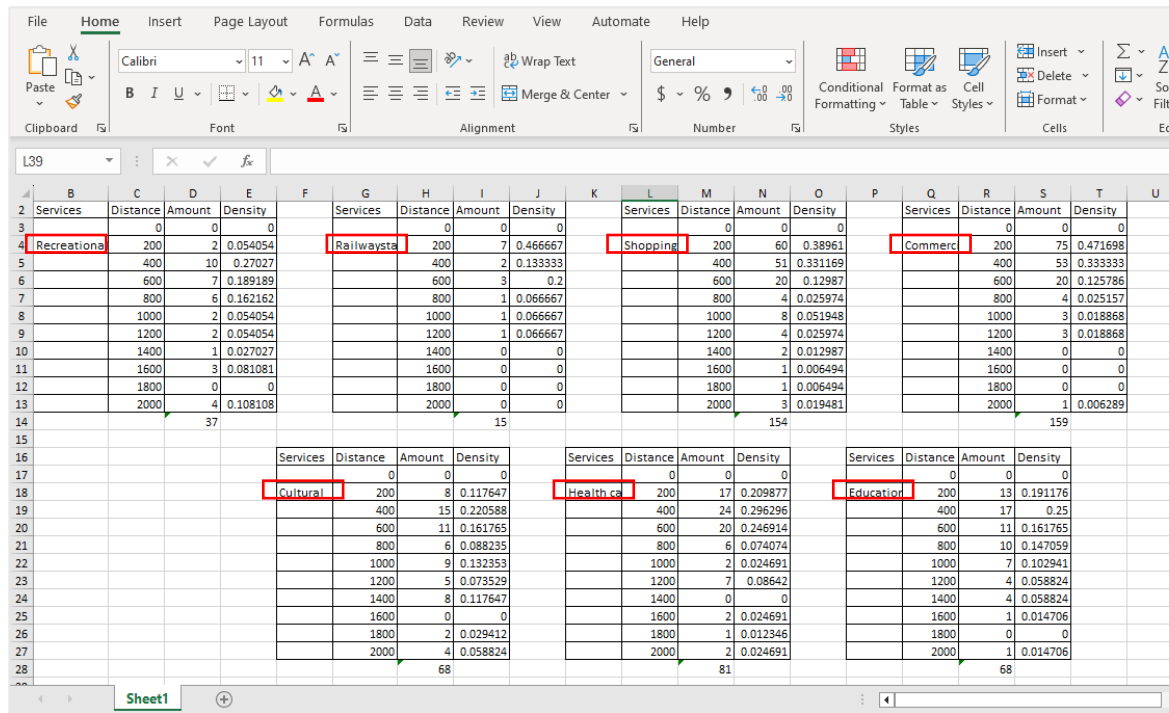 File Home Insert Page Layout Formulas Data Review View Automate Help
Calibri 11 A^ Aˇ ab Wrap Text General Insert
Paste B I U A Merge & Center $ % 9 .00 Conditional Formatting Format as Table Cell Styles Delete Format
Clipboard Font Alignment Number Styles Cells
L39 fx
B C D E F G H I J K L M N O P Q R S T U
2 Services Distance Amount Density Services Distance Amount Density Services Distance Amount Density Services Distance Amount Density
3 0 0 0 0 0 0 0 0 0 0 0 0
4 Recreationa 200 2 0.054054 Railwaysta 200 7 0.466667 Shopping 200 60 0.38961 Commerci 200 75 0.471698
5 400 10 0.27027 400 2 0.133333 400 51 0.331169 400 53 0.333333
6 600 7 0.189189 600 3 0.2 600 20 0.12987 600 20 0.125786
7 800 6 0.162162 800 1 0.066667 800 4 0.025974 800 4 0.025157
8 1000 2 0.054054 1000 1 0.066667 1000 8 0.051948 1000 3 0.018868
9 1200 2 0.054054 1200 1 0.066667 1200 4 0.025974 1200 3 0.018868
10 1400 1 0.027027 1400 0 0 1400 2 0.012987 1400 0 0
11 1600 3 0.081081 1600 0 0 1600 1 0.006494 1600 0 0
12 1800 0 0 1800 0 0 1800 1 0.006494 1800 0 0
13 2000 4 0.108108 2000 0 0 2000 3 0.019481 2000 1 0.006289
14 37 15 154 159
15
16 Services Distance Amount Density Services Distance Amount Density Services Distance Amount Density
17 0 0 0 0 0 0 0 0 0
18 Cultural 200 8 0.117647 Health ca 200 17 0.209877 Education 200 13 0.191176
19 400 15 0.220588 400 24 0.296296 400 17 0.25
20 600 11 0.161765 600 20 0.246914 600 11 0.161765
21 800 6 0.088235 800 6 0.074074 800 10 0.147059
22 1000 9 0.132353 1000 2 0.024691 1000 7 0.102941
23 1200 5 0.073529 1200 7 0.08642 1200 4 0.058824
24 1400 8 0.117647 1400 0 0 1400 4 0.058824
25 1600 0 0 1600 2 0.024691 1600 1 0.014706
26 1800 2 0.029412 1800 1 0.012346 1800 0 0
27 2000 4 0.058824 2000 2 0.024691 2000 1 0.014706
28 68 81 68
Sheet1